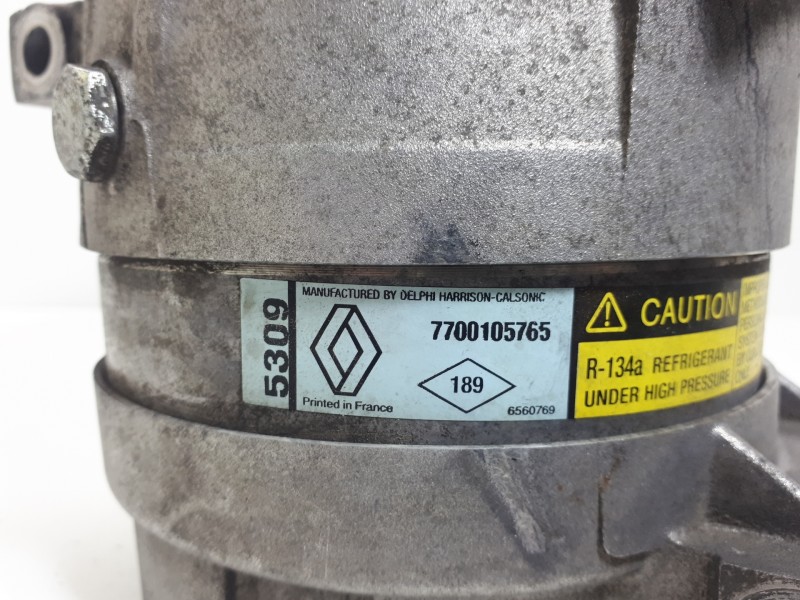 5309
MANUFACTURED BY DELPHI HARRISON-CALSONIC
7700105765
189
Printed in France
6560769
CAUTION
R-134a REFRIGERANT
UNDER HIGH PRESSURE